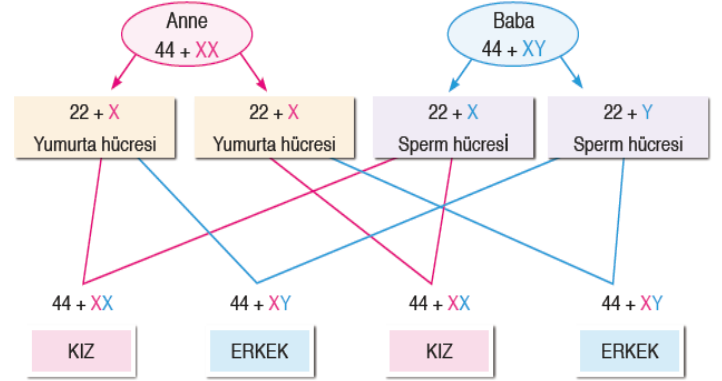 Anne
44 + XX
Baba
44 + XY
22 + X
Yumurta hücresi
22 + X
Yumurta hücresi
22 + X
Sperm hücresi
22 + Y
Sperm hücresi
44 + XX
44 + XY
44 + XX
44 + XY
KIZ
ERKEK
KIZ
ERKEK